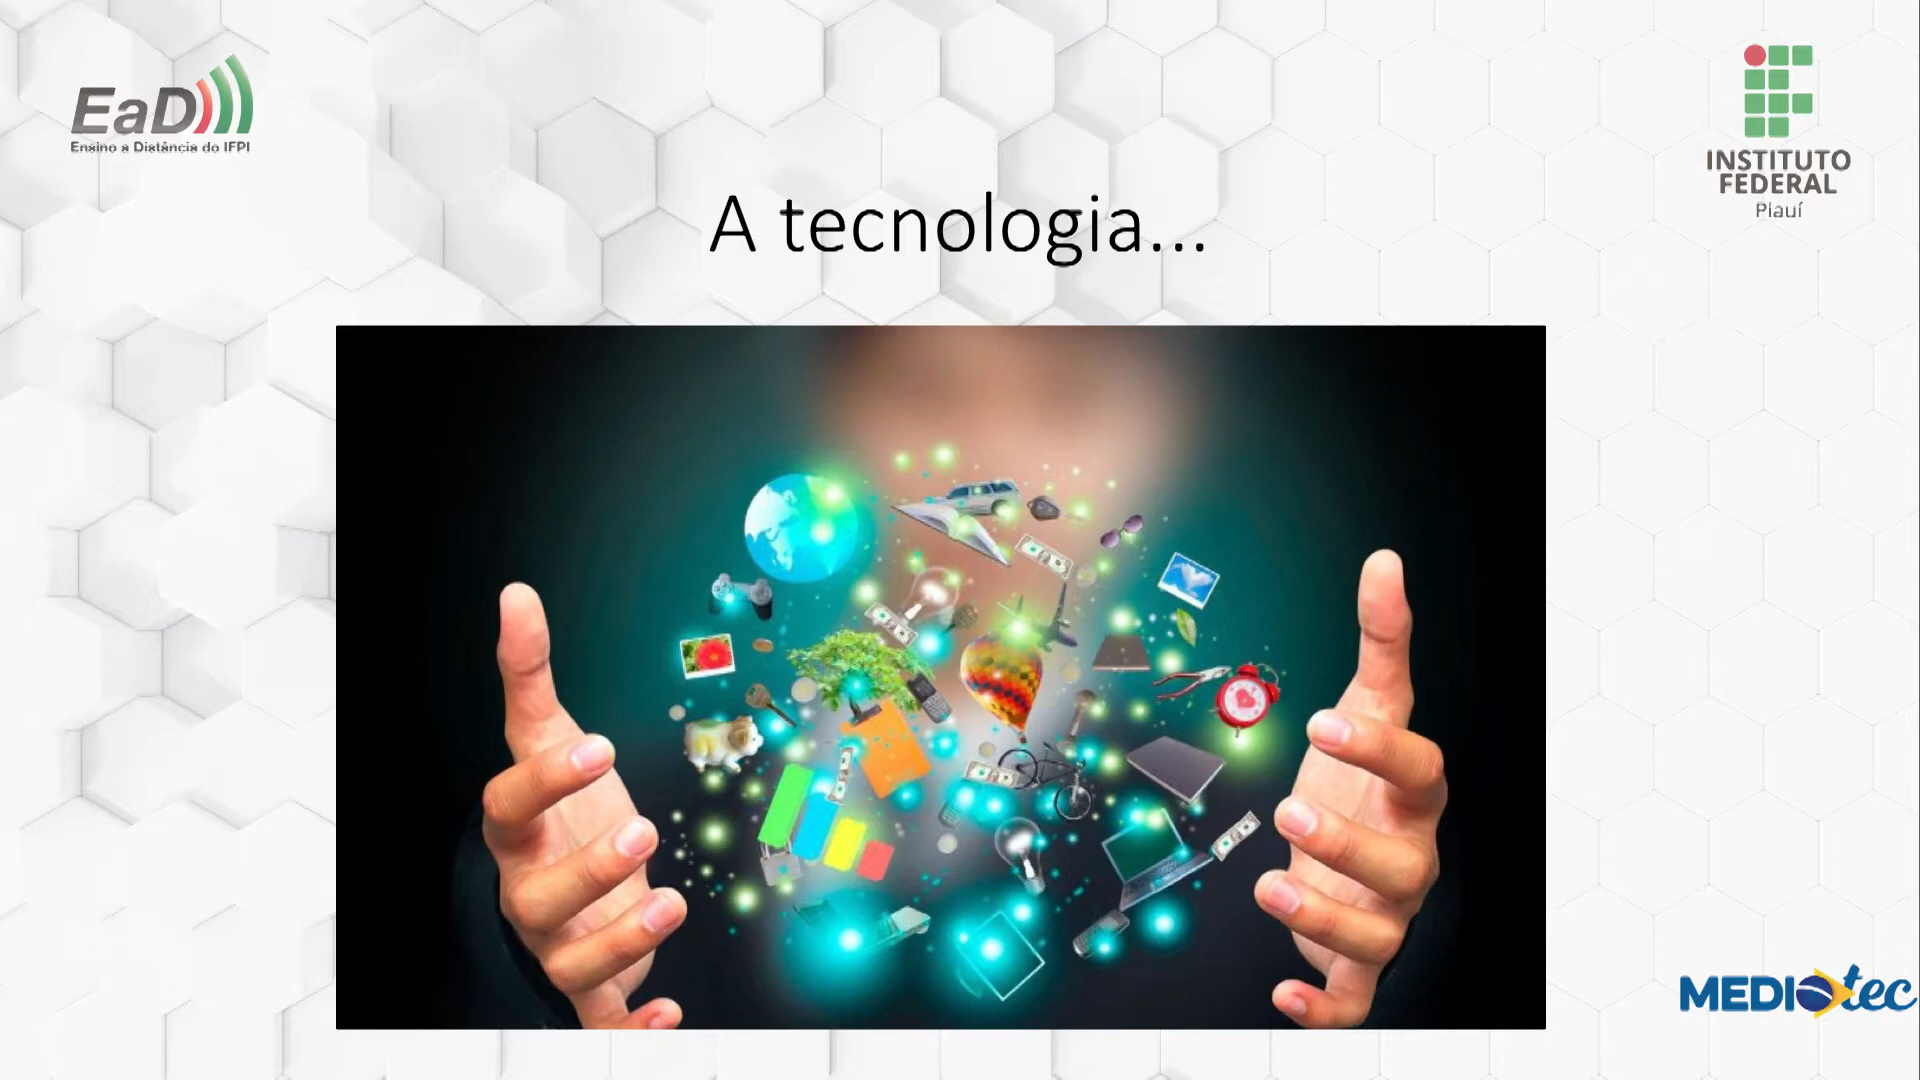 EaD
Ensino a Distância do IFPI
INSTITUTO
FEDERAL
Piauí
A tecnologia...
MEDIOtec